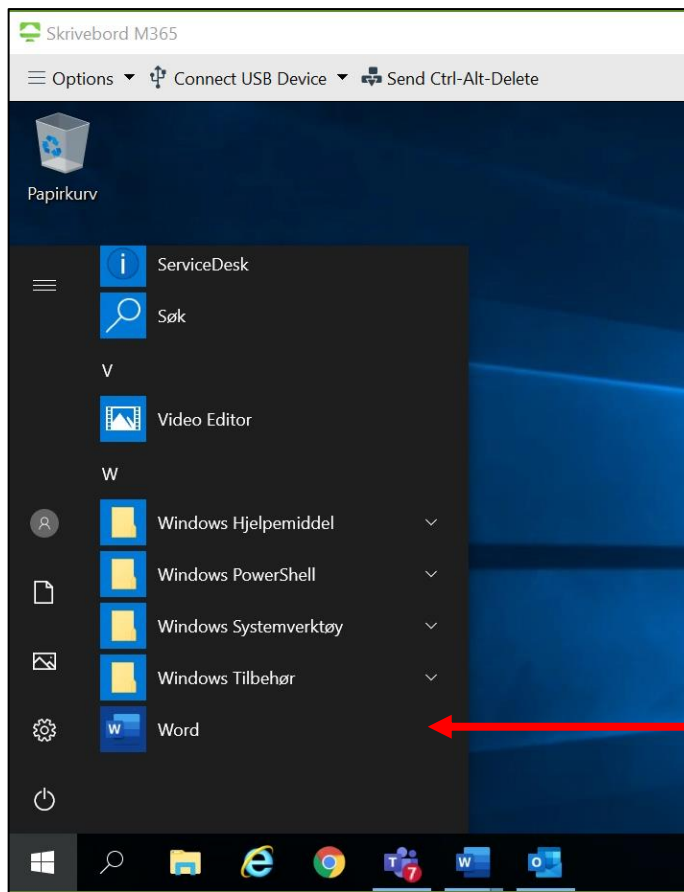 Skrivebord M365
Options Connect USB Device Send Ctrl-Alt-Delete
Papirkurv
ServiceDesk
Søk
V
Video Editor
W
Windows Hjelpemiddel
Windows PowerShell
Windows Systemverktøy
Windows Tilbehør
W Word
T 7 W O